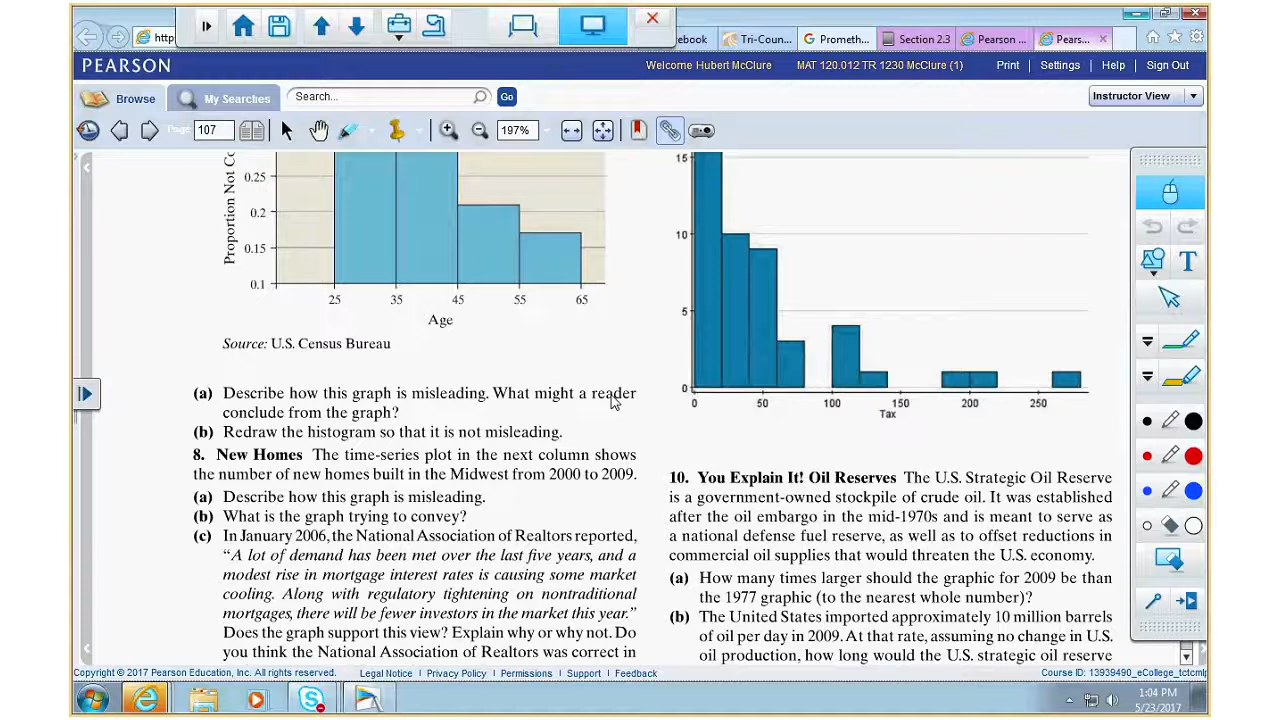 http
ebook
Tri-Coun...
Prometh...
Section 2.3
Pearson ...
Pears...
PEARSON
Welcome Hubert McClure
MAT 120.012 TR 1230 McClure (1)
Print
Settings
Help
Sign Out
Browse
My Searches
Search...
Go
Instructor View
Page
107
197%
Proportion Not Co
0.25
0.2
0.15
0.1
25 35 45 55 65
Age
Source: U.S. Census Bureau
(a) Describe how this graph is misleading. What might a reader
conclude from the graph?
(b) Redraw the histogram so that it is not misleading.
8. New Homes The time-series plot in the next column shows
the number of new homes built in the Midwest from 2000 to 2009.
(a) Describe how this graph is misleading.
(b) What is the graph trying to convey?
(c) In January 2006, the National Association of Realtors reported,
“A lot of demand has been met over the last five years, and a
modest rise in mortgage interest rates is causing some market
cooling. Along with regulatory tightening on nontraditional
mortgages, there will be fewer investors in the market this year.”
Does the graph support this view? Explain why or why not. Do
you think the National Association of Realtors was correct in
15
10
5
0
0 50 100 150 200 250
Tax
10. You Explain It! Oil Reserves The U.S. Strategic Oil Reserve
is a government-owned stockpile of crude oil. It was established
after the oil embargo in the mid-1970s and is meant to serve as
a national defense fuel reserve, as well as to offset reductions in
commercial oil supplies that would threaten the U.S. economy.
(a) How many times larger should the graphic for 2009 be than
the 1977 graphic (to the nearest whole number)?
(b) The United States imported approximately 10 million barrels
of oil per day in 2009. At that rate, assuming no change in U.S.
oil production, how long would the U.S. strategic oil reserve
T
Copyright © 2017 Pearson Education, Inc. All rights reserved.
Legal Notice | Privacy Policy | Permissions | Support | Feedback
Course ID: 13939490_eCollege_tctcmlp
1:04 PM
5/23/2017